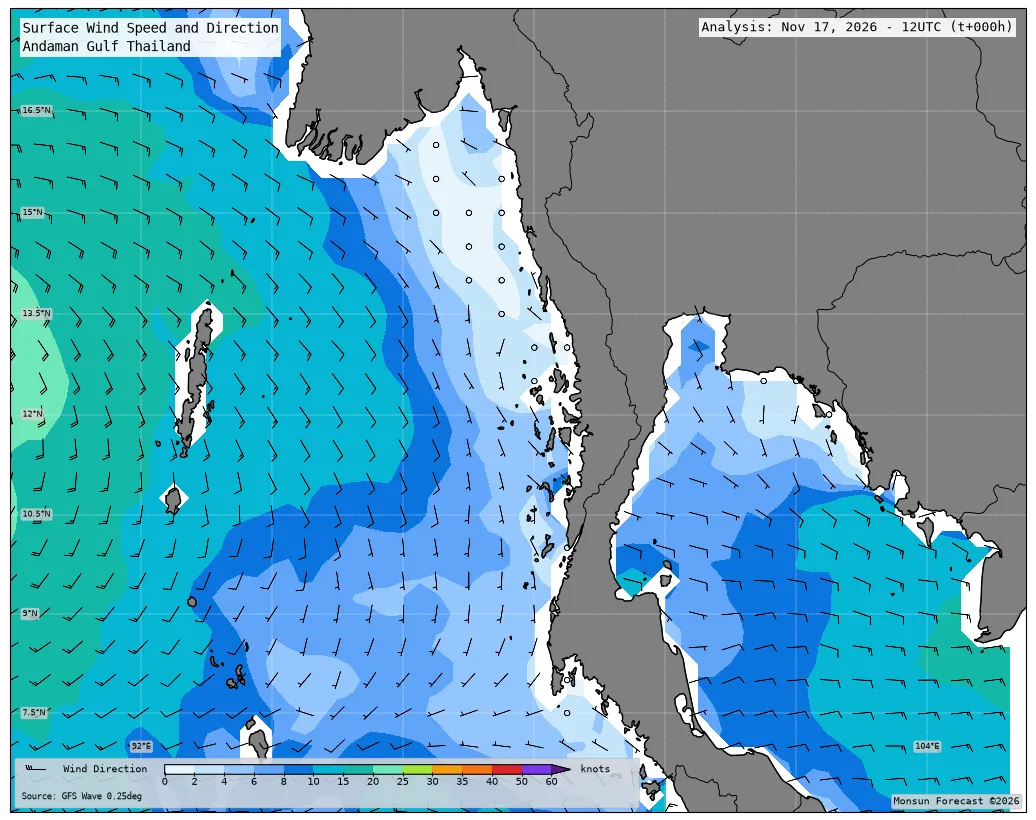 Surface Wind Speed and Direction
Andaman Gulf Thailand
Analysis: Nov 17, 2026 - 12UTC (t+000h)
16.5°N
15°N
13.5°N
12°N
10.5°N
9°N
7.5°N
92°E
104°E
Wind Direction
0 2 4 6 8 10 15 20 25 30 35 40 50 60
knots
Source: GFS Wave 0.25deg
Monsun Forecast ©2026